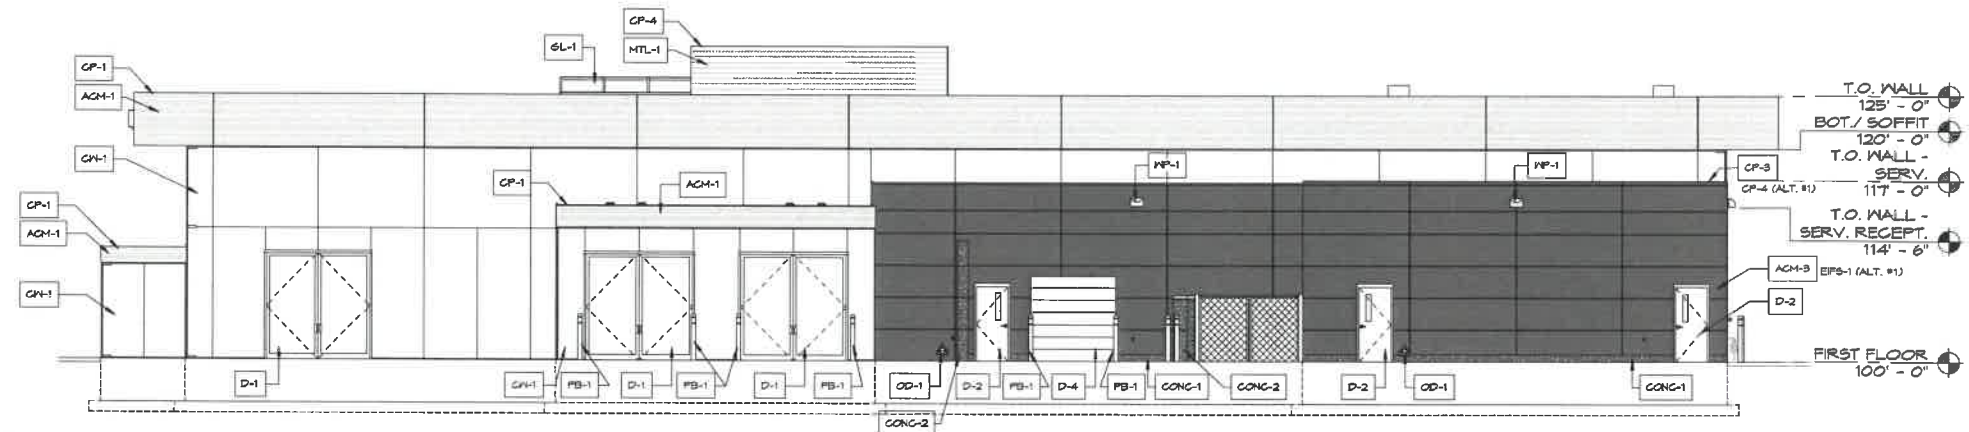 CP-4
GL-1
MTL-1
CP-1
ACM-1
T.O. WALL
125' - 0"
BOT./ SOFFIT
120' - 0"
CW-1
WP-1
WP-1
T.O. WALL -
SERV.
117' - 0"
CP-3
CP-4 (ALT. #1)
CP-1
ACM-1
CP-1
ACM-1
T.O. WALL -
SERV. RECEPT.
114' - 6"
ACM-3
EIFS-1 (ALT. #1)
CW-1
D-2
FIRST FLOOR
100' - 0"
D-1
CW-1
PB-1
D-1
PB-1
D-1
PB-1
OD-1
D-2
PB-1
D-4
PB-1
CONC-1
CONC-2
D-2
OD-1
CONC-1
CONC-2